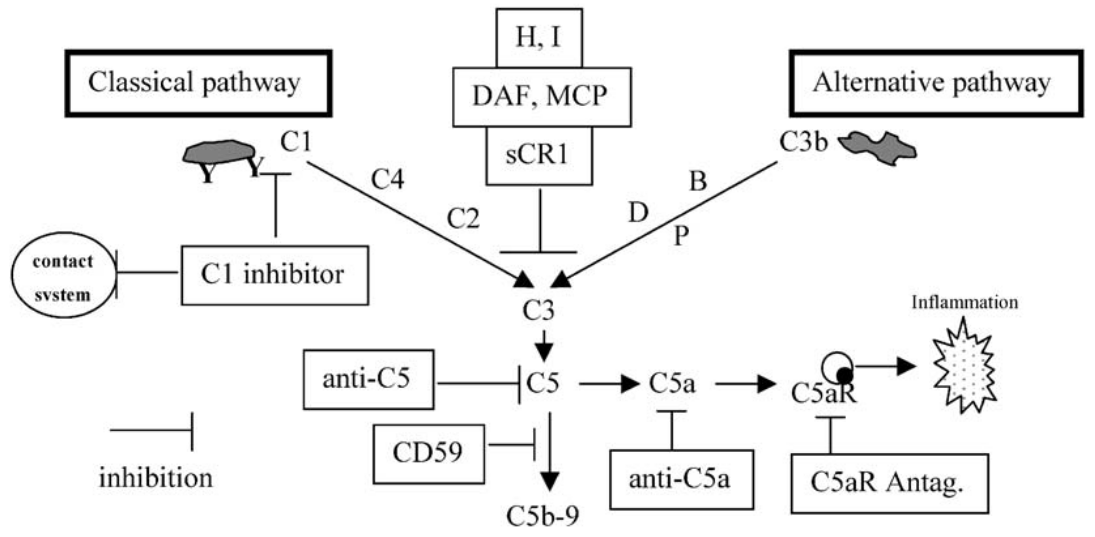 H, I
Classical pathway
DAF, MCP
Alternative pathway
C1
sCR1
C3b
C4
B
C2
D
P
contact
svstem
C1 inhibitor
C3
Inflammation
anti-C5
C5
C5a
C5aR
CD59
inhibition
anti-C5a
C5aR Antag.
C5b-9